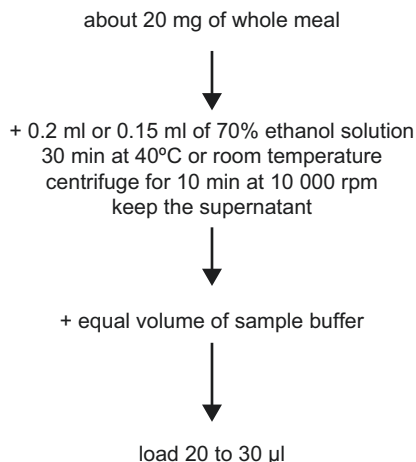 about 20 mg of whole meal
+ 0.2 ml or 0.15 ml of 70% ethanol solution
30 min at 40ºC or room temperature
centrifuge for 10 min at 10 000 rpm
keep the supernatant
+ equal volume of sample buffer
load 20 to 30 µl